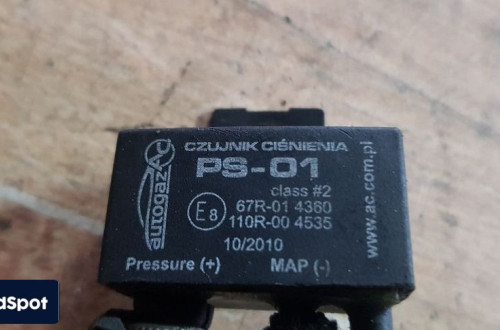 CZUJNIK CIŚNIENIA
PS-01
class #2
E8
67R-01 4360
110R-00 4535
10/2010
Pressure (+) MAP (-)
autogaz AC
www.ac.com.pl
dSpot